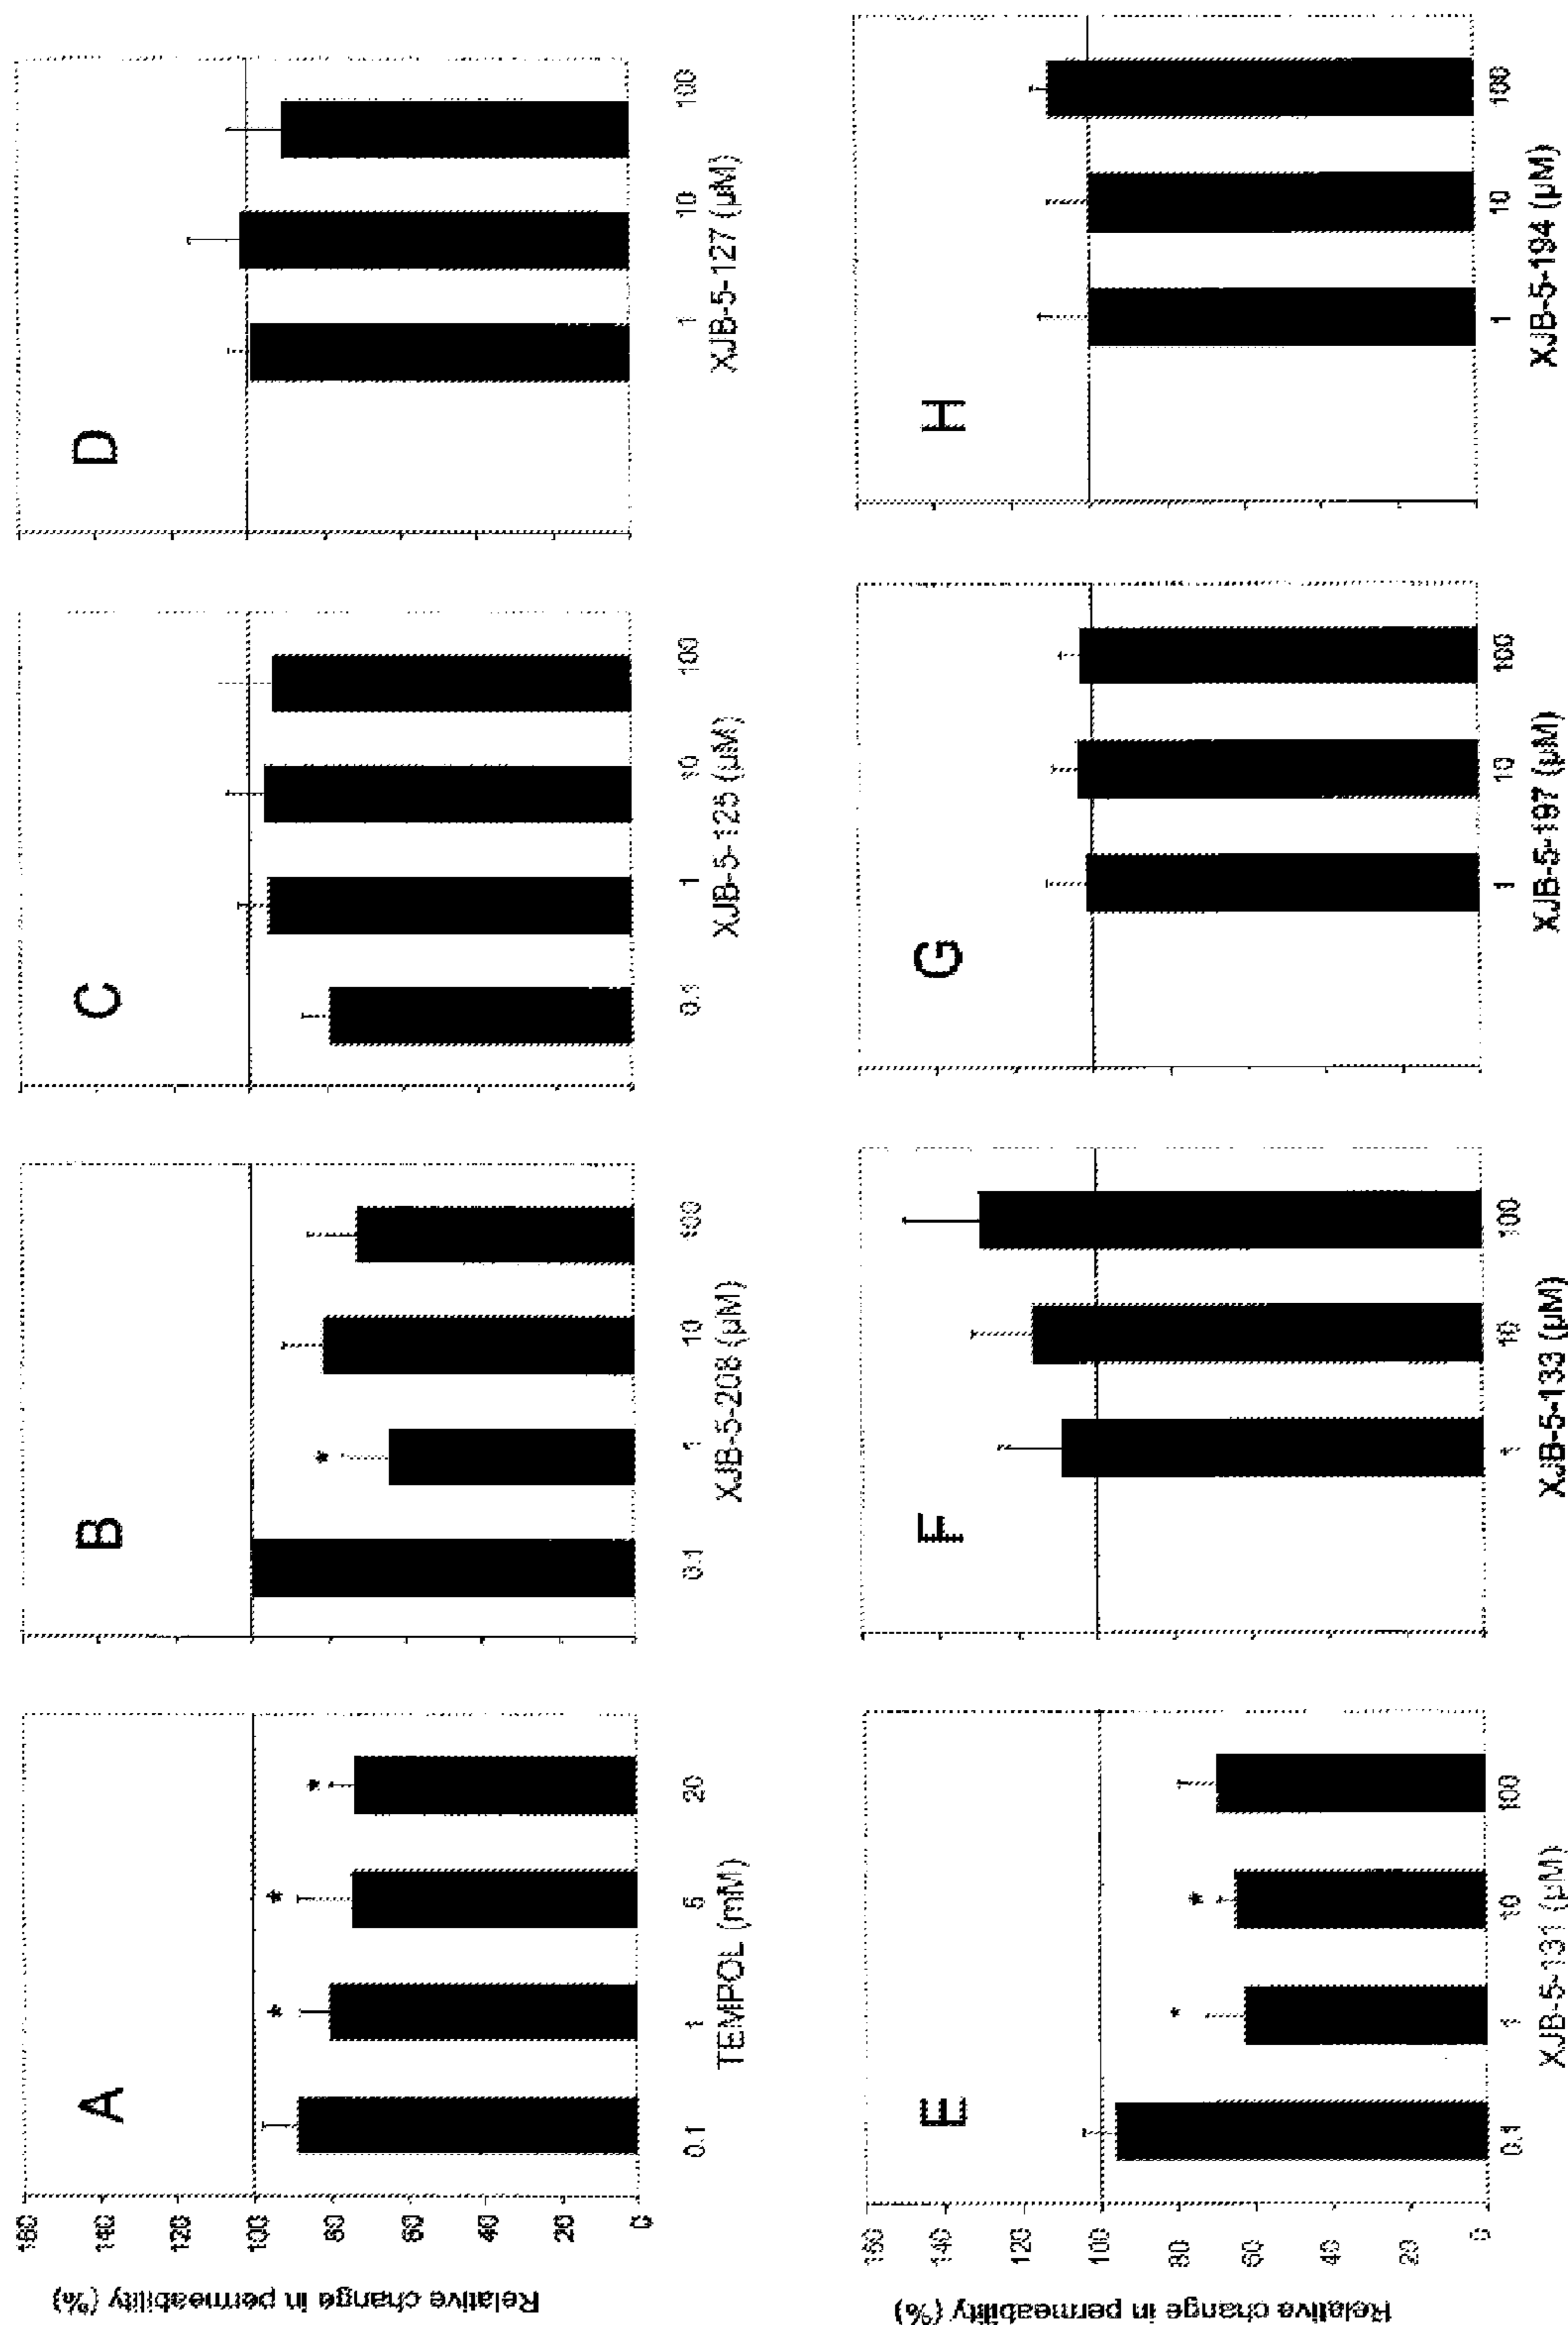 Relative change in permeability (%)
160
140
120
100
80
60
40
20
0
A
*
*
*
0.1
1
5
20
TEMPOL (mM)
B
*
0.1
1
10
100
XJB-5-208 (µM)
C
0.1
1
10
100
XJB-5-125 (µM)
D
1
10
100
XJB-5-127 (µM)
Relative change in permeability (%)
160
140
120
100
80
60
40
20
0
E
*
*
0.1
1
10
100
XJB-5-131 (µM)
F
1
10
100
XJB-5-133 (µM)
G
1
10
100
XJB-5-197 (µM)
H
1
10
100
XJB-5-194 (µM)